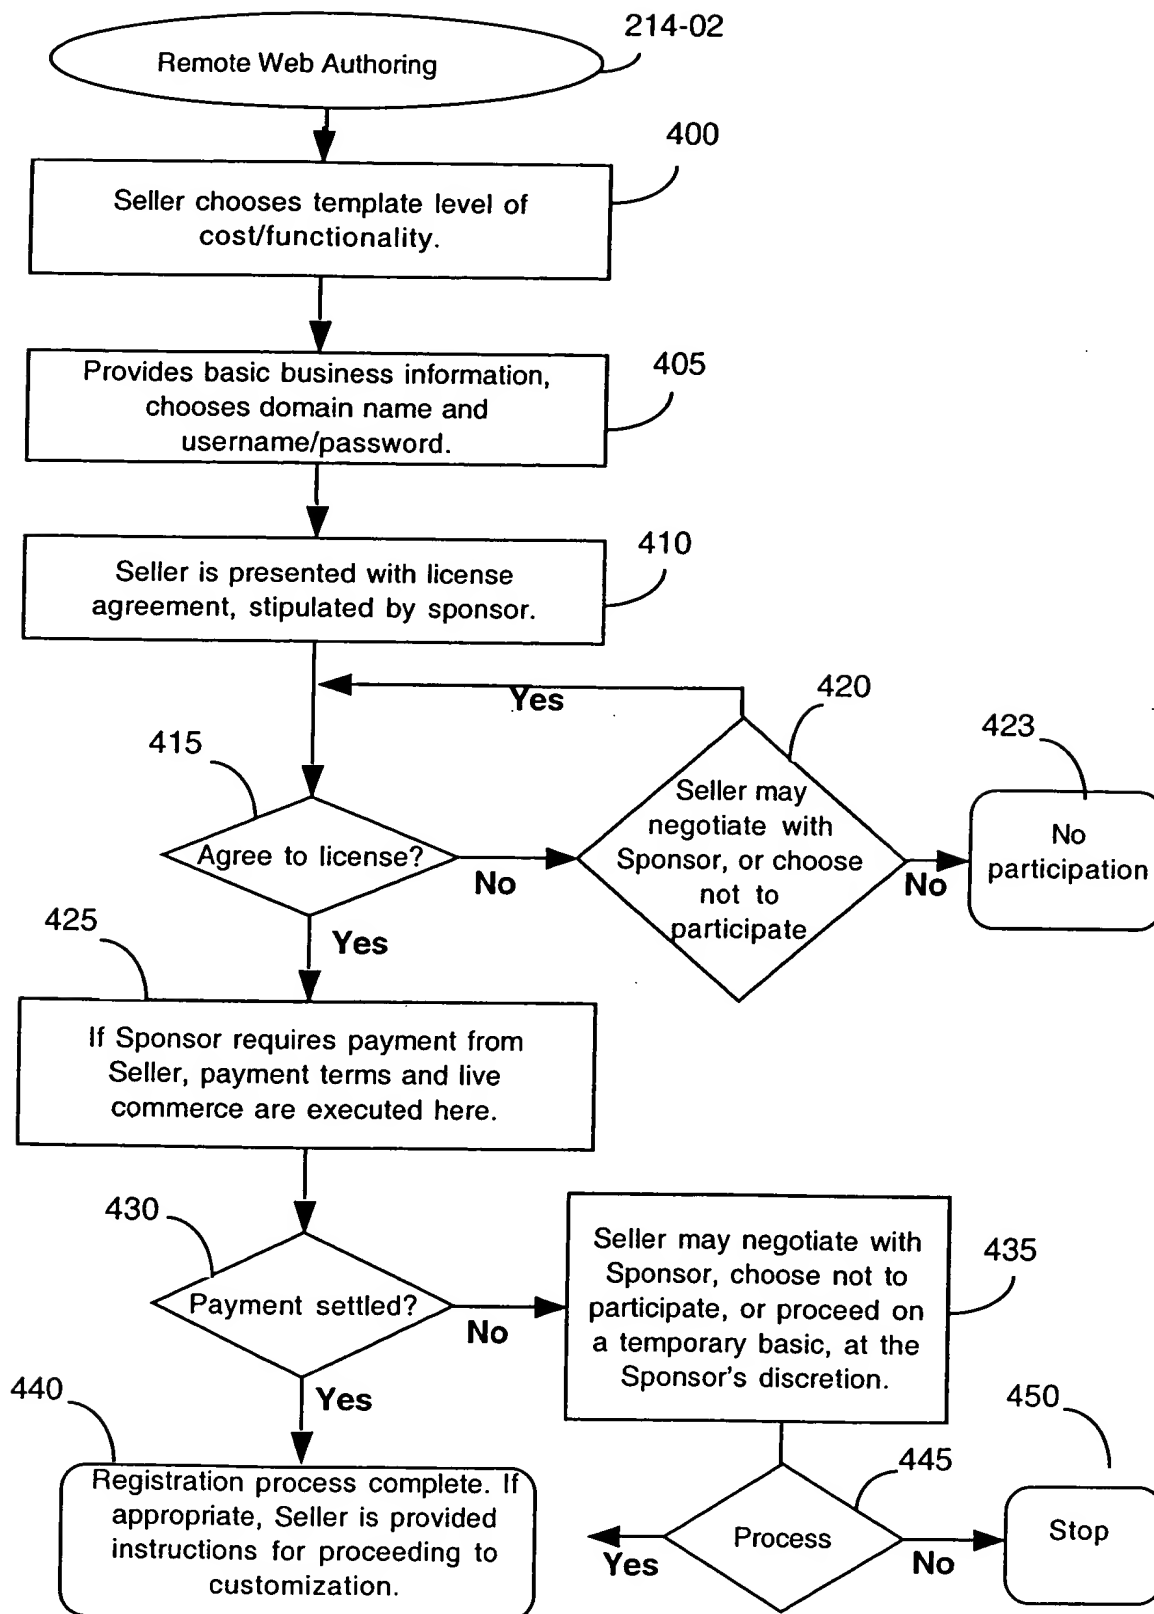 214-02
Remote Web Authoring
400
Seller chooses template level of
cost/functionality.
405
Provides basic business information,
chooses domain name and
username/password.
410
Seller is presented with license
agreement, stipulated by sponsor.
Yes
420
415
423
Seller may
negotiate with
Sponsor, or choose
not to
participate
Agree to license?
No
No
No
participation
Yes
425
If Sponsor requires payment from
Seller, payment terms and live
commerce are executed here.
430
Payment settled?
No
Seller may negotiate with
Sponsor, choose not to
participate, or proceed on
a temporary basic, at the
Sponsor's discretion.
435
Yes
440
Registration process complete. If
appropriate, Seller is provided
instructions for proceeding to
customization.
445
450
Process
Yes
No
Stop